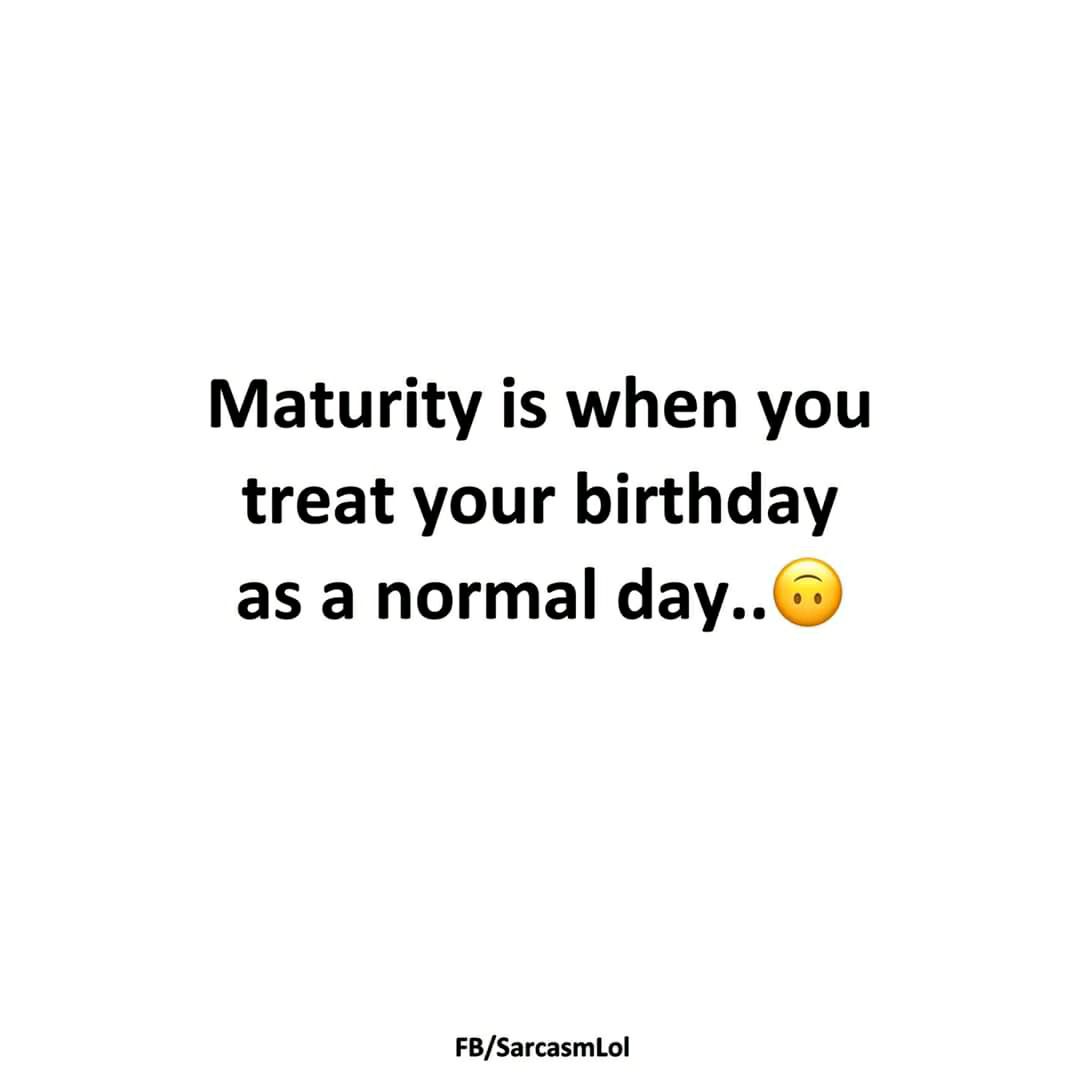 Maturity is when you
treat your birthday
as a normal day..🙃
FB/SarcasmLol